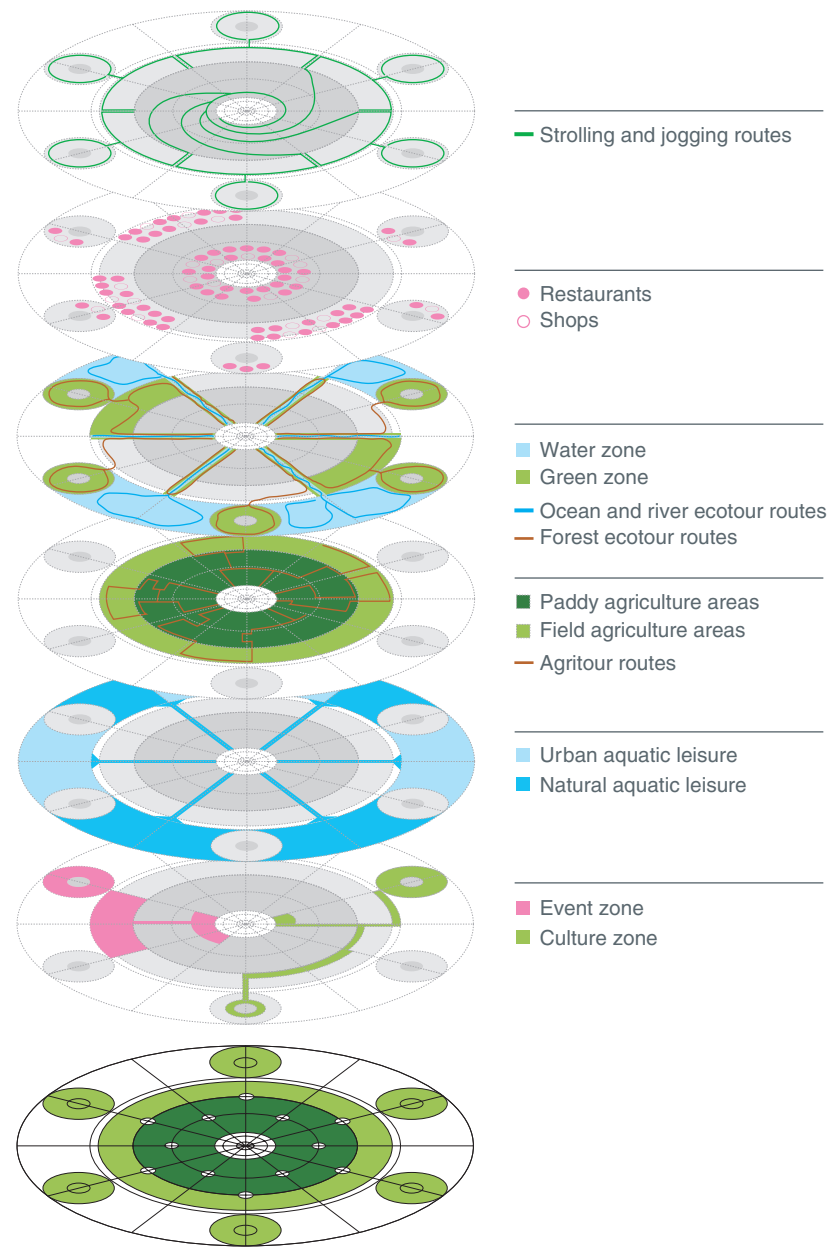 Strolling and jogging routes
Restaurants
Shops
Water zone
Green zone
Ocean and river ecotour routes
Forest ecotour routes
Paddy agriculture areas
Field agriculture areas
Agritour routes
Urban aquatic leisure
Natural aquatic leisure
Event zone
Culture zone